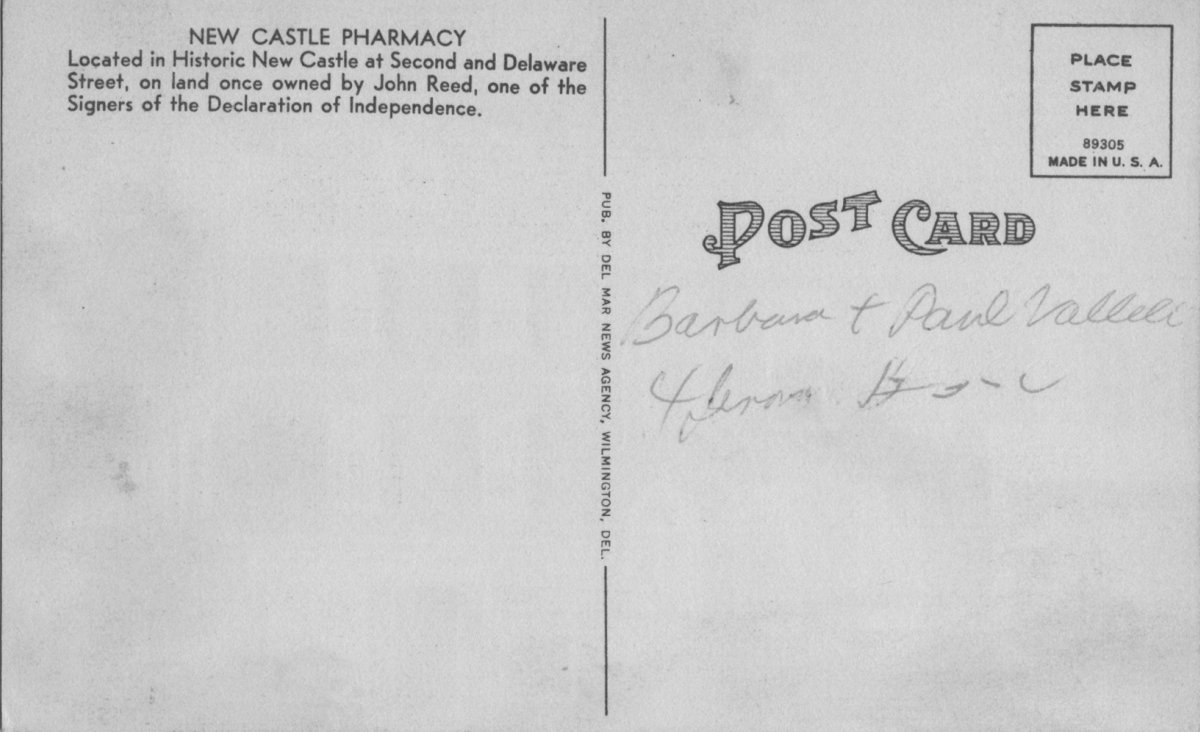 NEW CASTLE PHARMACY
Located in Historic New Castle at Second and Delaware
Street, on land once owned by John Reed, one of the
Signers of the Declaration of Independence.
PUB. BY DEL MAR NEWS AGENCY, WILMINGTON, DEL.
PLACE
STAMP
HERE
89305
MADE IN U. S. A.
POST CARD
Barbara + Paul